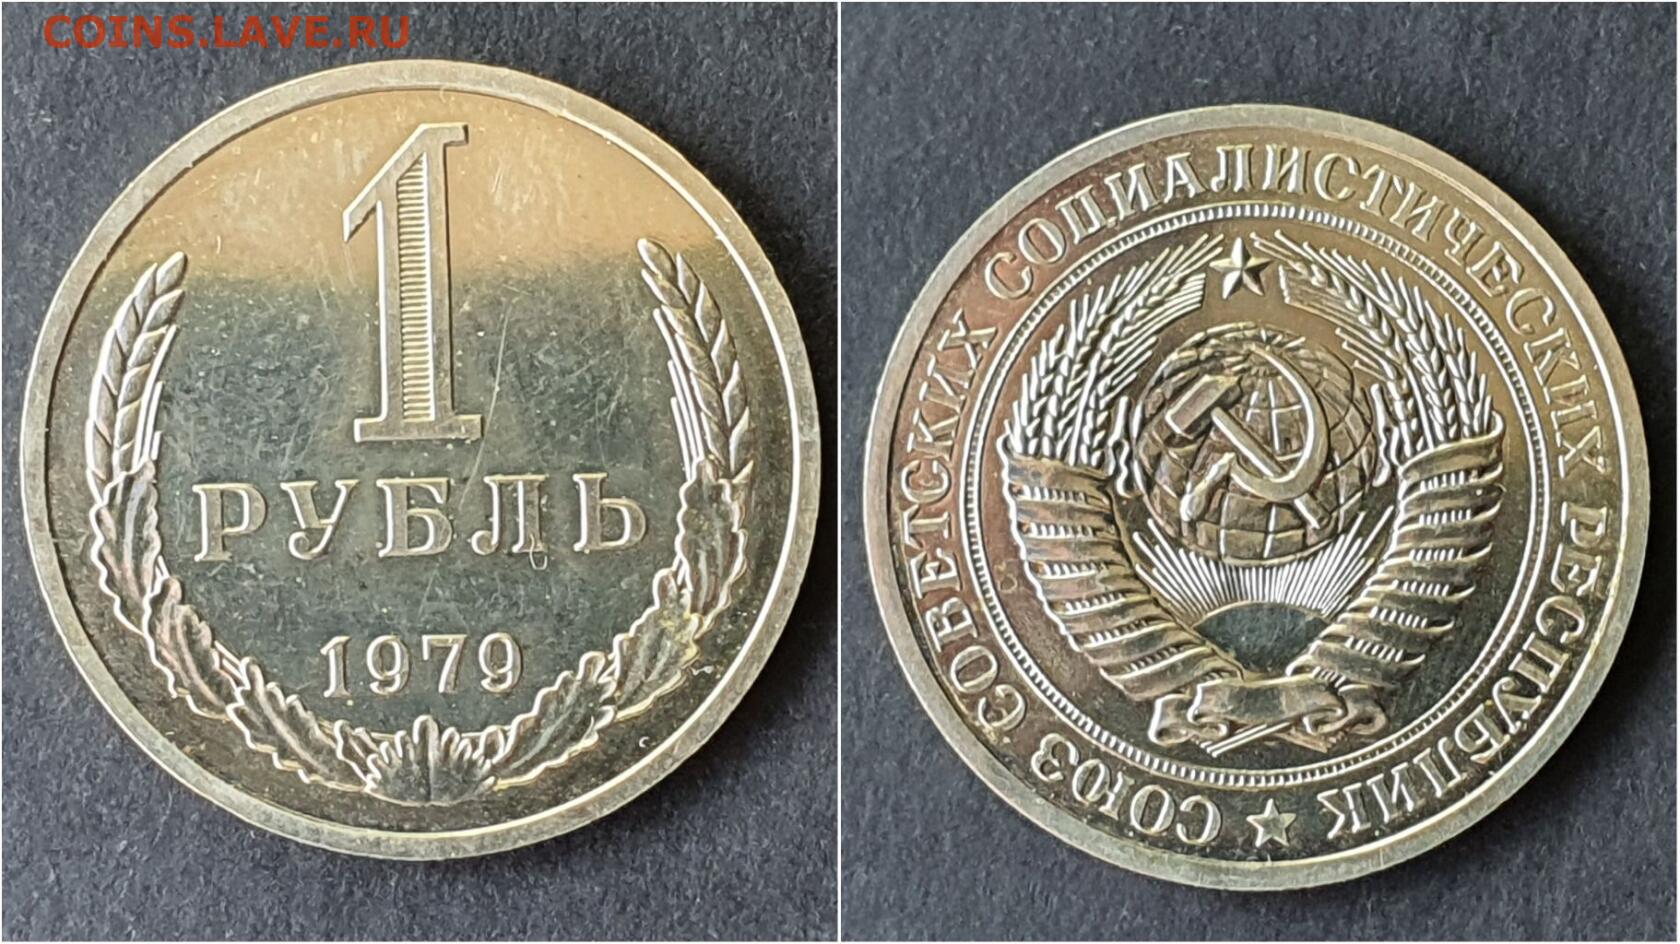 COINS.LAVE.RU
1
РУБЛЬ
1979
СОЮЗ СОВЕТСКИХ СОЦИАЛИСТИЧЕСКИХ РЕСПУБЛИК